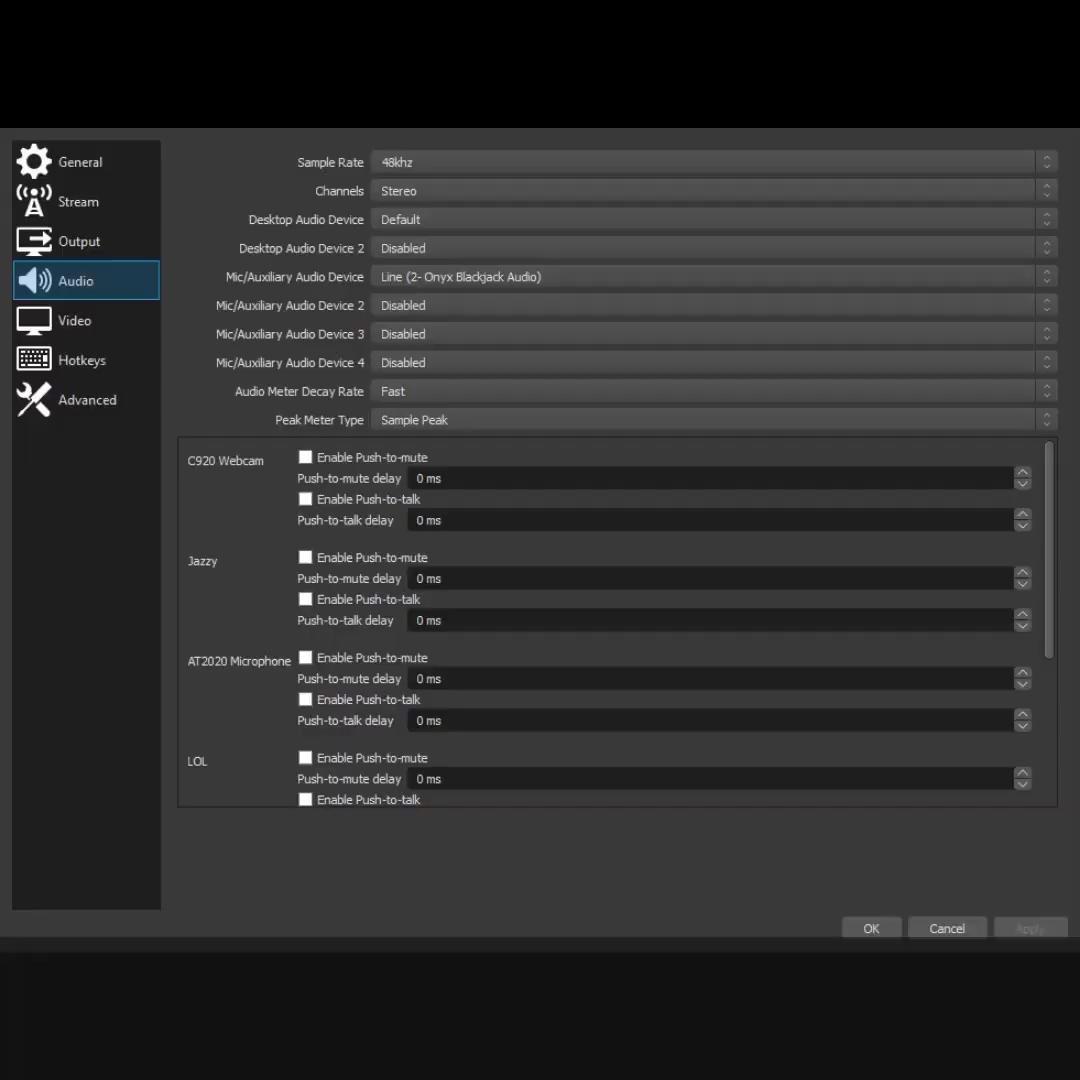 General
Stream
Output
Audio
Video
Hotkeys
Advanced
Sample Rate 48khz
Channels Stereo
Desktop Audio Device Default
Desktop Audio Device 2 Disabled
Mic/Auxiliary Audio Device Line (2- Onyx Blackjack Audio)
Mic/Auxiliary Audio Device 2 Disabled
Mic/Auxiliary Audio Device 3 Disabled
Mic/Auxiliary Audio Device 4 Disabled
Audio Meter Decay Rate Fast
Peak Meter Type Sample Peak
C920 Webcam Enable Push-to-mute
Push-to-mute delay 0 ms
Enable Push-to-talk
Push-to-talk delay 0 ms
Jazzy Enable Push-to-mute
Push-to-mute delay 0 ms
Enable Push-to-talk
Push-to-talk delay 0 ms
AT2020 Microphone Enable Push-to-mute
Push-to-mute delay 0 ms
Enable Push-to-talk
Push-to-talk delay 0 ms
LOL Enable Push-to-mute
Push-to-mute delay 0 ms
Enable Push-to-talk
OK Cancel Apply